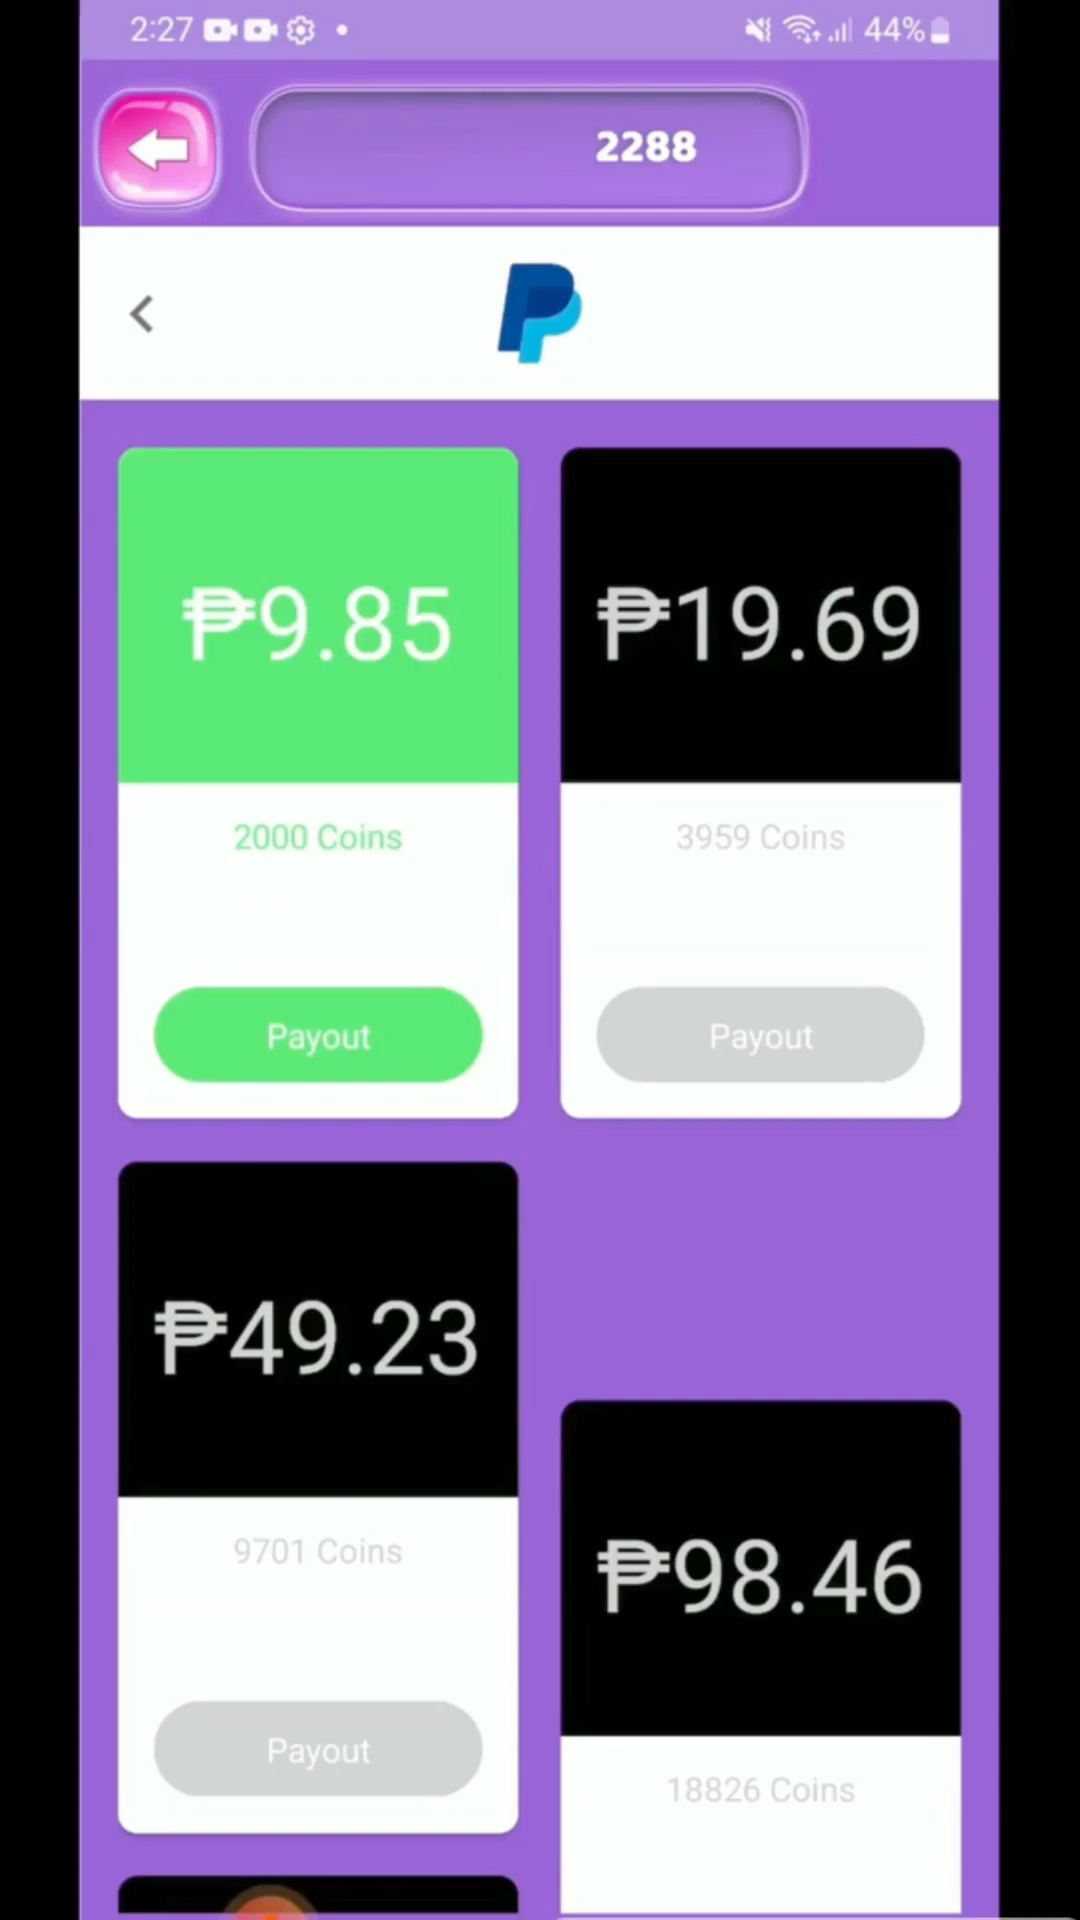 2:27 44%
2288
₱9.85
2000 Coins
Payout
₱19.69
3959 Coins
Payout
₱49.23
9701 Coins
Payout
₱98.46
18826 Coins